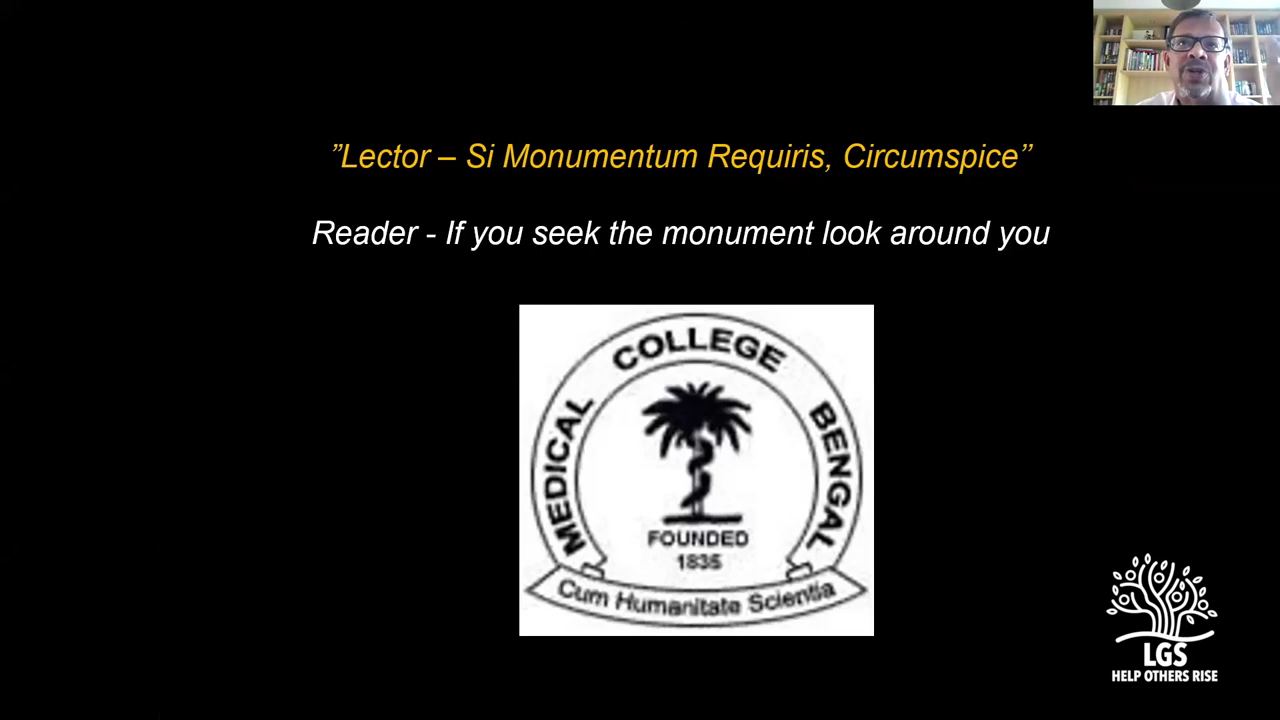 ”Lector – Si Monumentum Requiris, Circumspice”
Reader - If you seek the monument look around you
MEDICAL COLLEGE BENGAL
FOUNDED
1835
Cum Humanitate Scientia
LGS
HELP OTHERS RISE